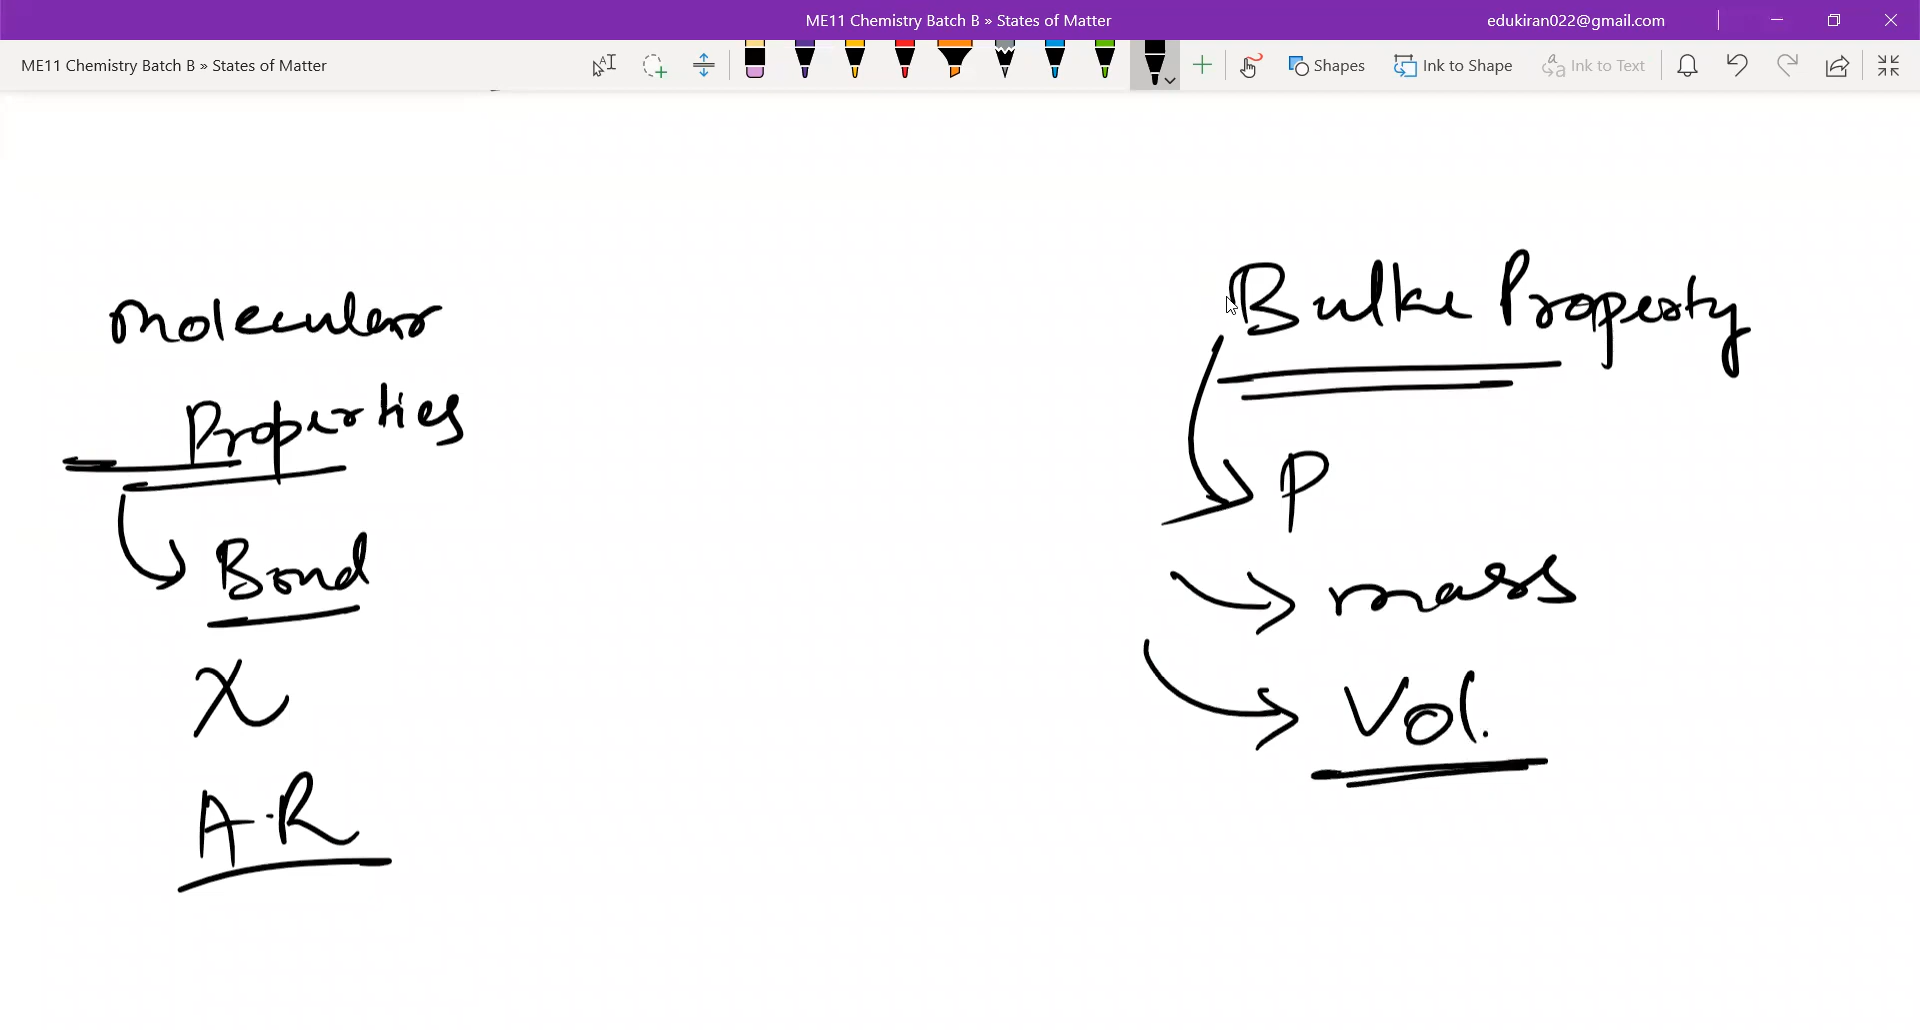 ME11 Chemistry Batch B » States of Matter
edukiran022@gmail.com
ME11 Chemistry Batch B » States of Matter
Shapes
Ink to Shape
Ink to Text
Molecular
Properties
Bond
χ
A.R
Bulke Property
P
mass
Vol.